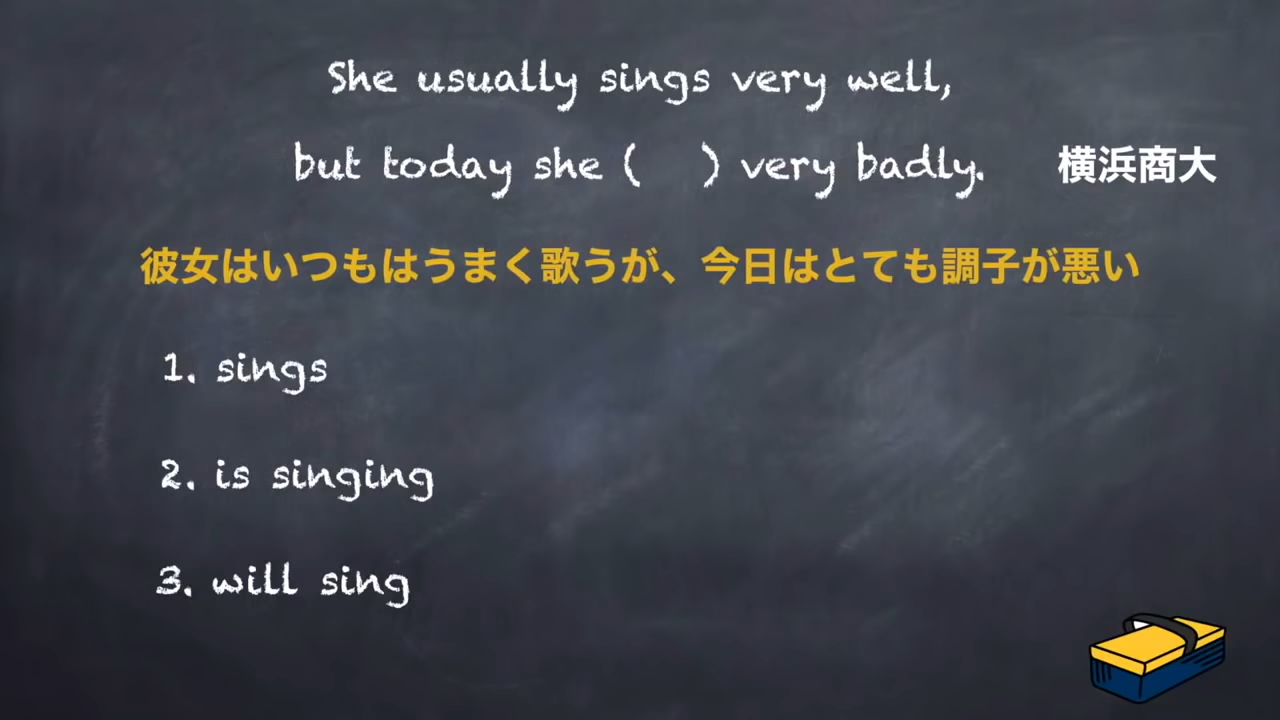 She usually sings very well,
but today she (   ) very badly. 横浜商大
彼女はいつもはうまく歌うが、今日はとても調子が悪い
1. sings
2. is singing
3. will sing